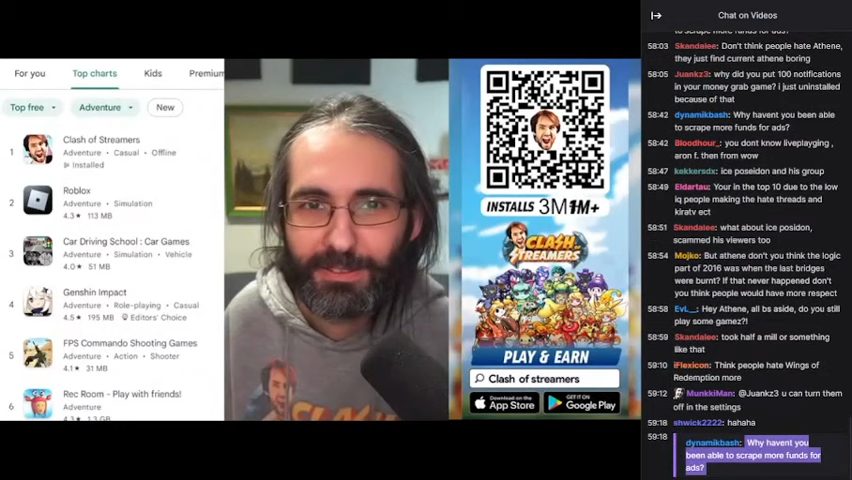 For you
Top charts
Kids
Premium
Top free
Adventure
New
1
Clash of Streamers
Adventure • Casual • Offline
Installed
2
Roblox
Adventure • Simulation
4.3★ 113 MB
3
Car Driving School : Car Games
Adventure • Simulation • Vehicle
4.0★ 51 MB
4
Genshin Impact
Adventure • Role-playing • Casual
4.5★ 195 MB Editors' Choice
5
FPS Commando Shooting Games
Adventure • Action • Shooter
4.1★ 31 MB
6
Rec Room - Play with friends!
Adventure
4.3★ 1.3 GB
INSTALLS 3M 1M+
CLASH OF
STREAMERS
PLAY & EARN
Clash of streamers
Download on the
App Store
GET IT ON
Google Play
Chat on Videos
to scrape more funds for ads?
58:03 Skandalee: Don't think people hate Athene,
they just find current athene boring
58:05 Juankz3: why did you put 100 notifications
in your money grab game? i just uninstalled
because of that
58:42 dynamikbash: Why havent you been able
to scrape more funds for ads?
58:42 Bloodhour_: you dont know liveplaying ,
aron f. then from wow
58:47 kekkersdx: ice poseidon and his group
58:49 Eldartau: Your in the top 10 due to the low
iq people making the hate threads and
kiratv ect
58:51 Skandalee: what about ice posidon,
scammed his viewers too
58:54 Mojko: But athene don't you think the logic
part of 2016 was when the last bridges
were burnt? If that never happened don't
you think people would have more respect
58:58 EvL__: Hey Athene, all bs aside, do you still
play some gamez?!
58:59 Skandalee: took half a mill or something
like that
59:10 iFlexicon: Think people hate Wings of
Redemption more
59:12 MunkkiMan: @Juankz3 u can turn them
off in the settings
59:18 shwick2222: hahaha
59:18 dynamikbash: Why havent you
been able to scrape more funds for
ads?